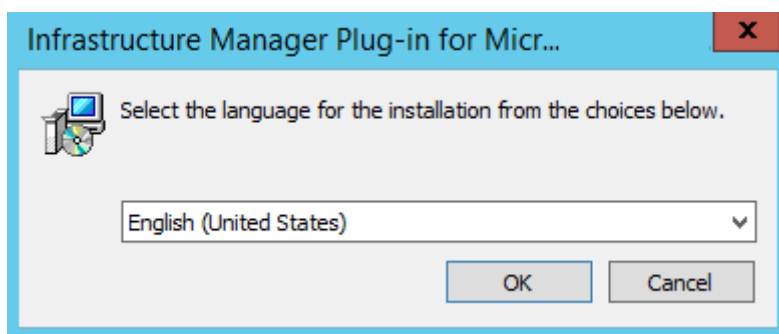 Infrastructure Manager Plug-in for Micr...
Select the language for the installation from the choices below.
English (United States)
OK
Cancel